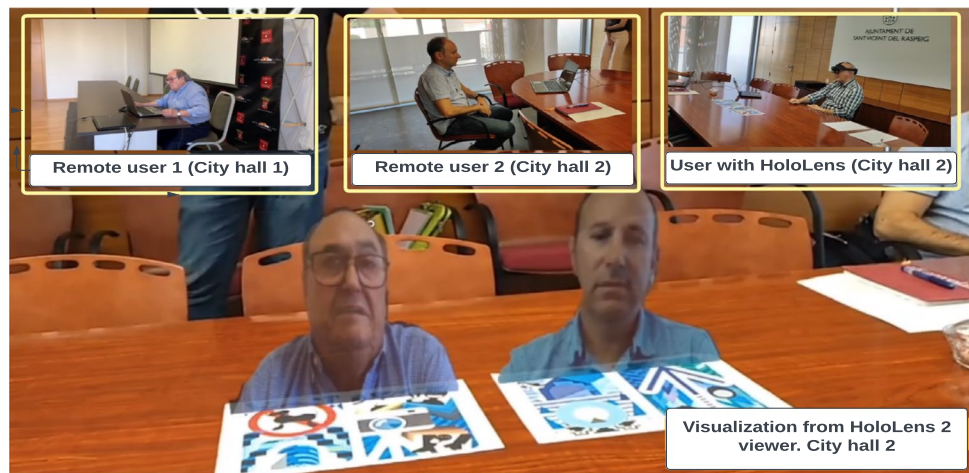 AJUNTAMENT DE
SANT VICENT DEL RASPEIG
Remote user 1 (City hall 1)
Remote user 2 (City hall 2)
User with HoloLens (City hall 2)
Visualization from HoloLens 2
viewer. City hall 2